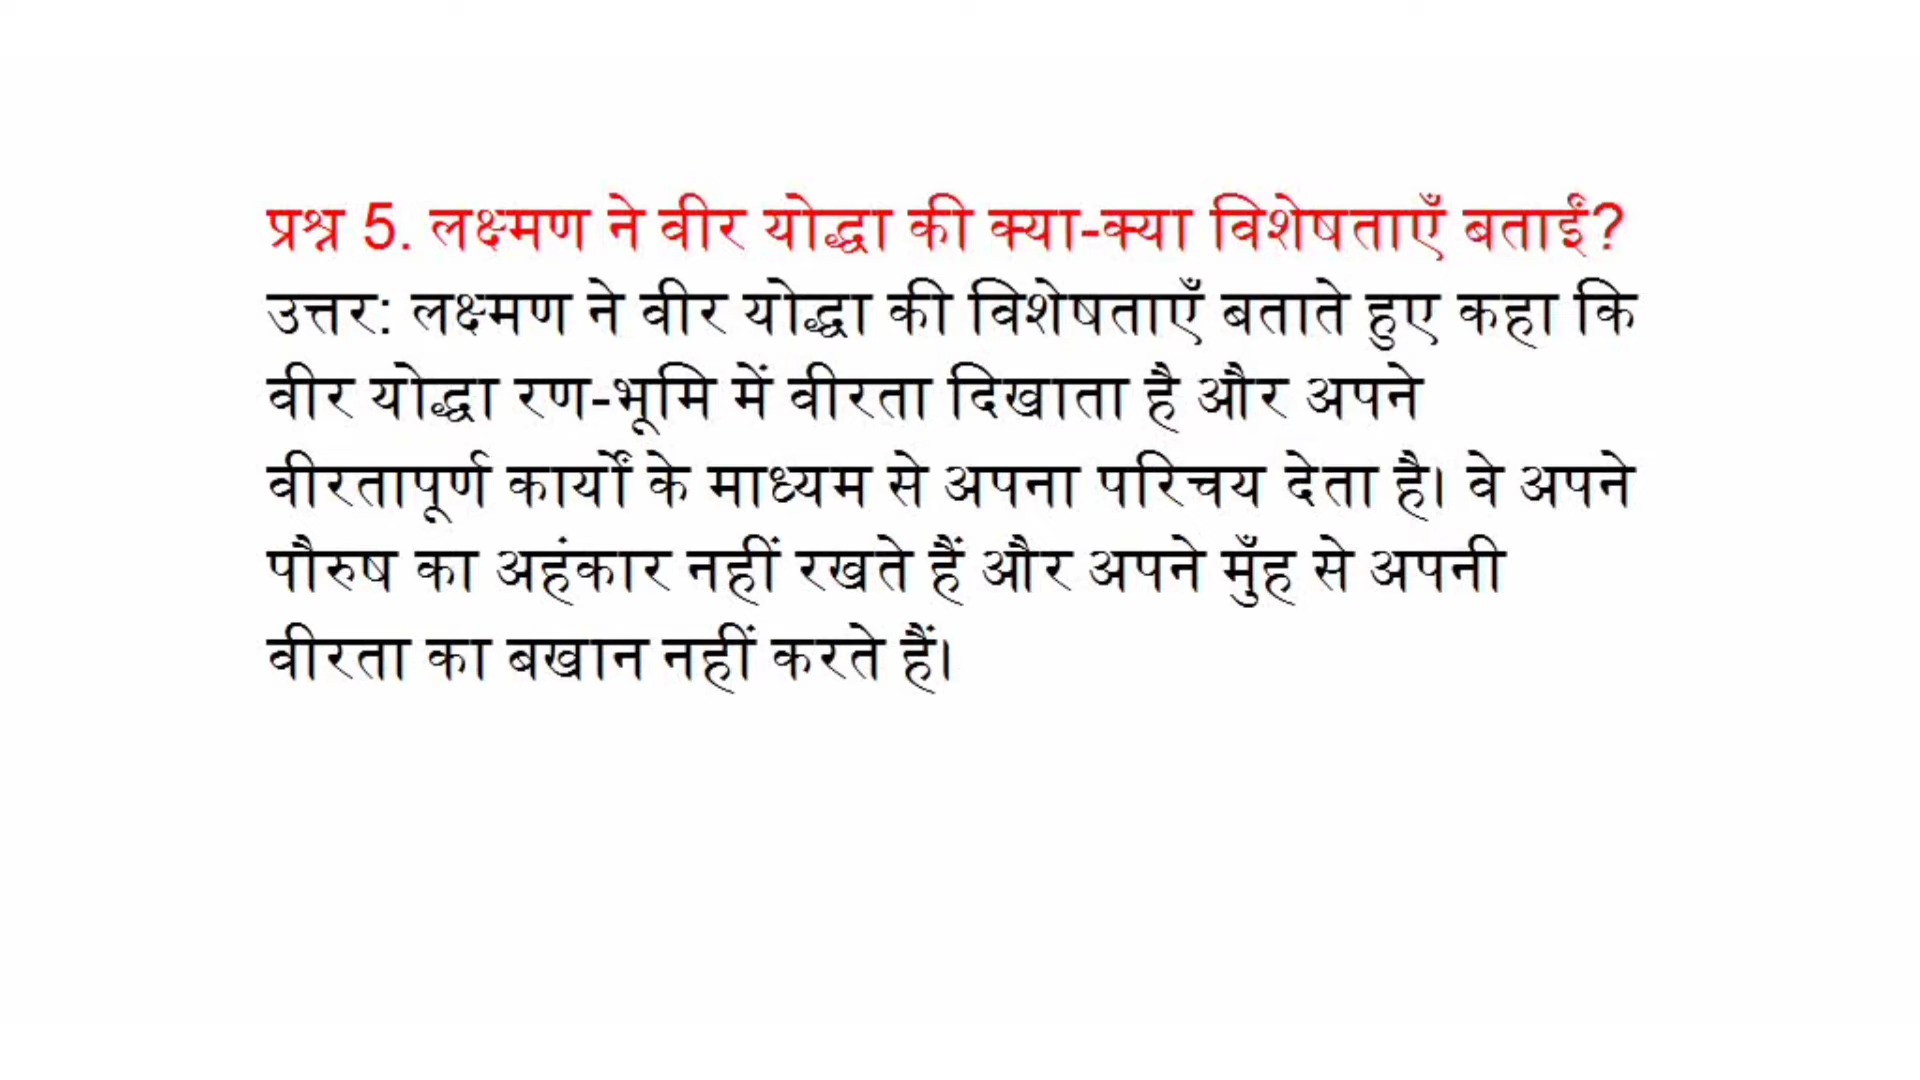 प्रश्न 5. लक्ष्मण ने वीर योद्धा की क्या-क्या विशेषताएँ बताईं?
उत्तर: लक्ष्मण ने वीर योद्धा की विशेषताएँ बताते हुए कहा कि
वीर योद्धा रण-भूमि में वीरता दिखाता है और अपने
वीरतापूर्ण कार्यों के माध्यम से अपना परिचय देता है। वे अपने
पौरुष का अहंकार नहीं रखते हैं और अपने मुँह से अपनी
वीरता का बखान नहीं करते हैं।